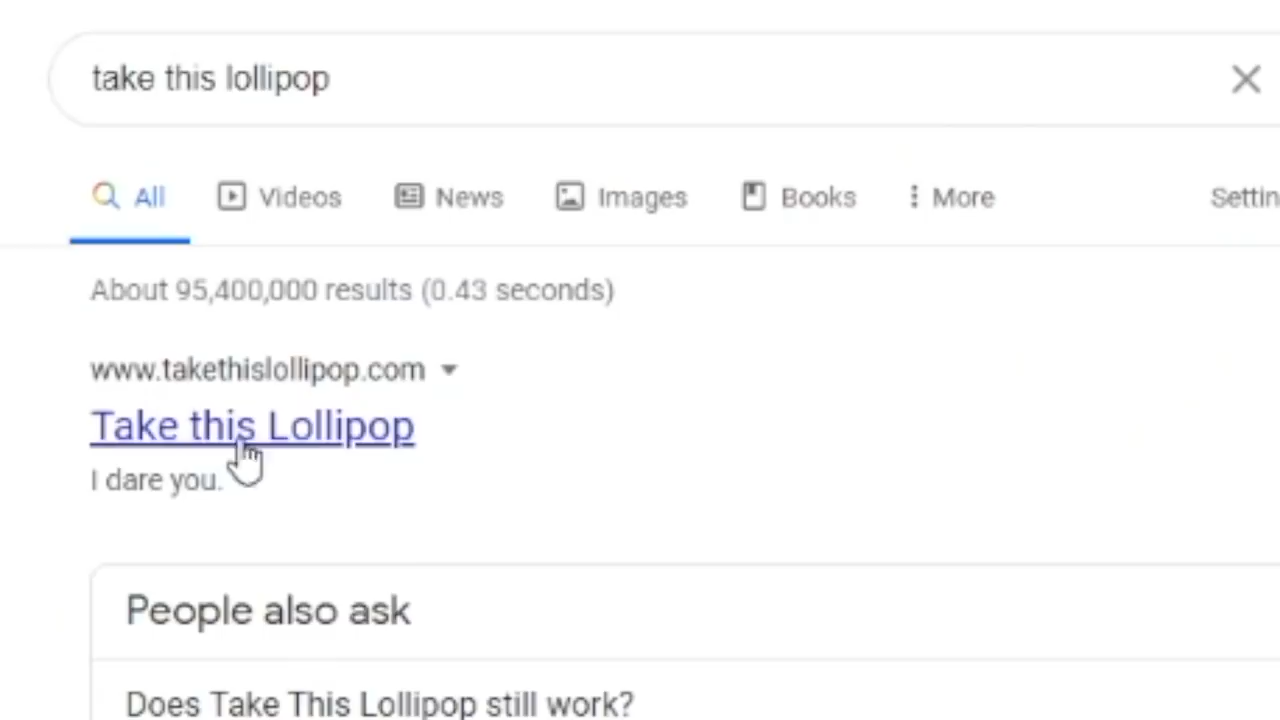 take this lollipop
All Videos News Images Books More Settin
About 95,400,000 results (0.43 seconds)
www.takethislollipop.com
Take this Lollipop
I dare you.
People also ask
Does Take This Lollipop still work?